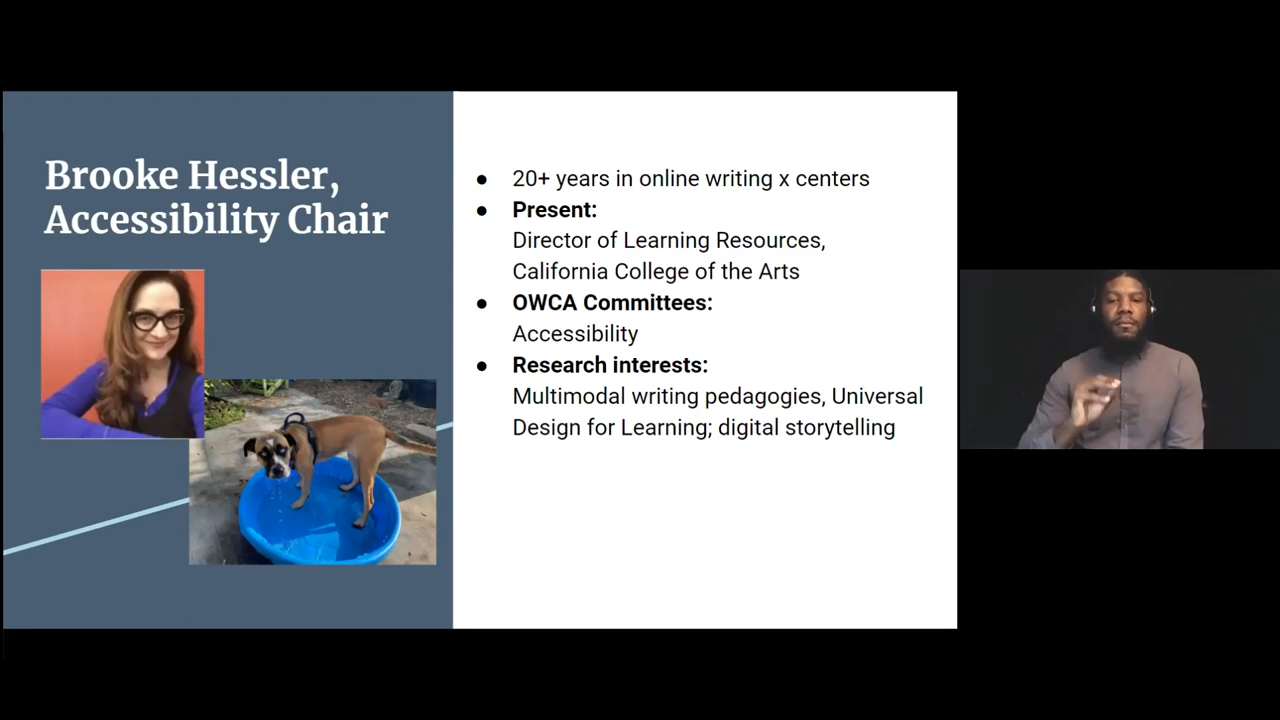 Brooke Hessler,
Accessibility Chair
● 20+ years in online writing x centers
● Present:
Director of Learning Resources,
California College of the Arts
● OWCA Committees:
Accessibility
● Research interests:
Multimodal writing pedagogies, Universal
Design for Learning; digital storytelling